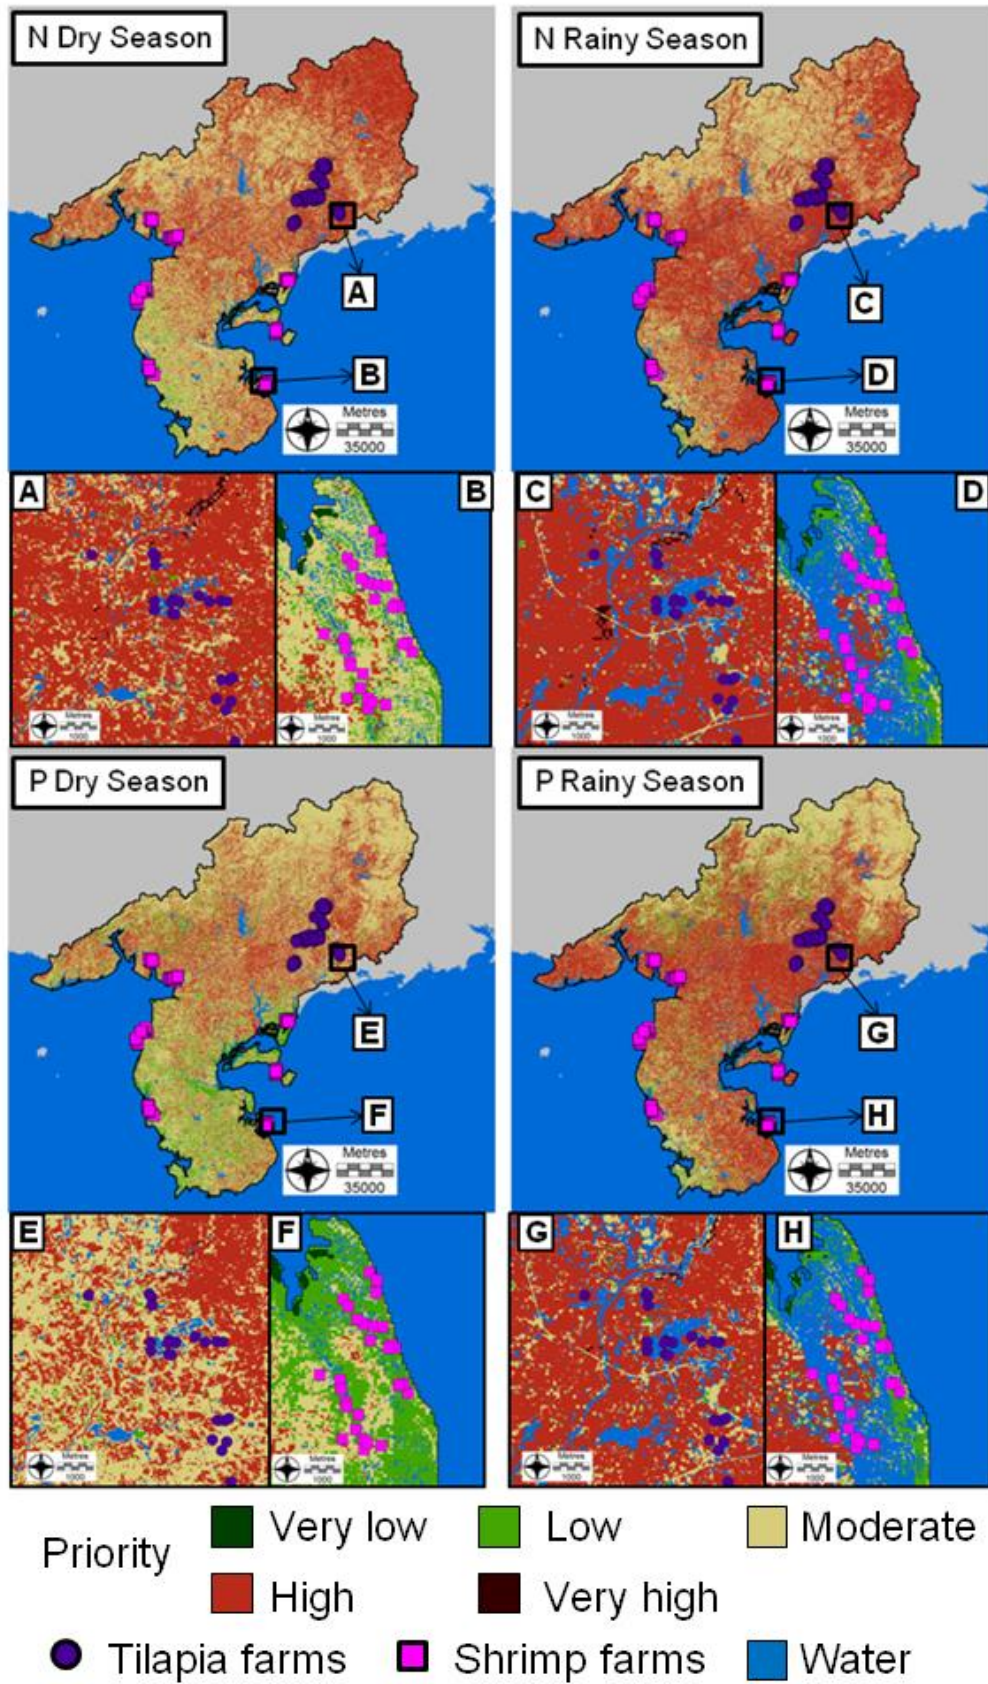 N Dry Season
N Rainy Season
A
B
Metres
35000
C
D
Metres
35000
A
B
Metres
1000
Metres
1000
C
D
Metres
1000
Metres
1000
P Dry Season
P Rainy Season
E
F
Metres
35000
G
H
Metres
35000
E
F
Metres
1000
Metres
1000
G
H
Metres
1000
Metres
1000
Priority
Very low
Low
Moderate
High
Very high
Tilapia farms
Shrimp farms
Water